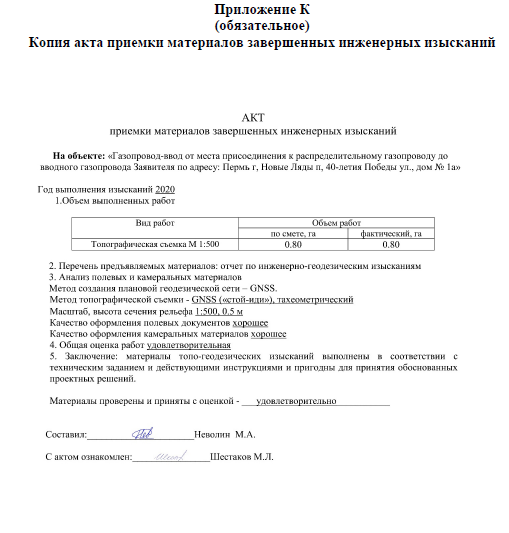 Приложение К
(обязательное)
Копия акта приемки материалов завершенных инженерных изысканий
АКТ
приемки материалов завершенных инженерных изысканий
На объекте: «Газопровод-ввод от места присоединения к распределительному газопроводу до
вводного газопровода Заявителя по адресу: Пермь г, Новые Ляды п, 40-летия Победы ул., дом № 1а»
Год выполнения изысканий 2020
1.Объем выполненных работ
Вид работ Объем работ
по смете, га фактический, га
Топографическая съемка М 1:500 0.80 0.80
2. Перечень предъявляемых материалов: отчет по инженерно-геодезическим изысканиям
3. Анализ полевых и камеральных материалов
Метод создания плановой геодезической сети – GNSS.
Метод топографической съемки - GNSS («стой-иди»), тахеометрический
Масштаб, высота сечения рельефа 1:500, 0.5 м
Качество оформления полевых документов хорошее
Качество оформления камеральных материалов хорошее
4. Общая оценка работ удовлетворительная
5. Заключение: материалы топо-геодезических изысканий выполнены в соответствии с
техническим заданием и действующими инструкциями и пригодны для принятия обоснованных
проектных решений.
Материалы проверены и приняты с оценкой - удовлетворительно
Составил: Неволин М.А.
С актом ознакомлен: Шестаков М.Л.